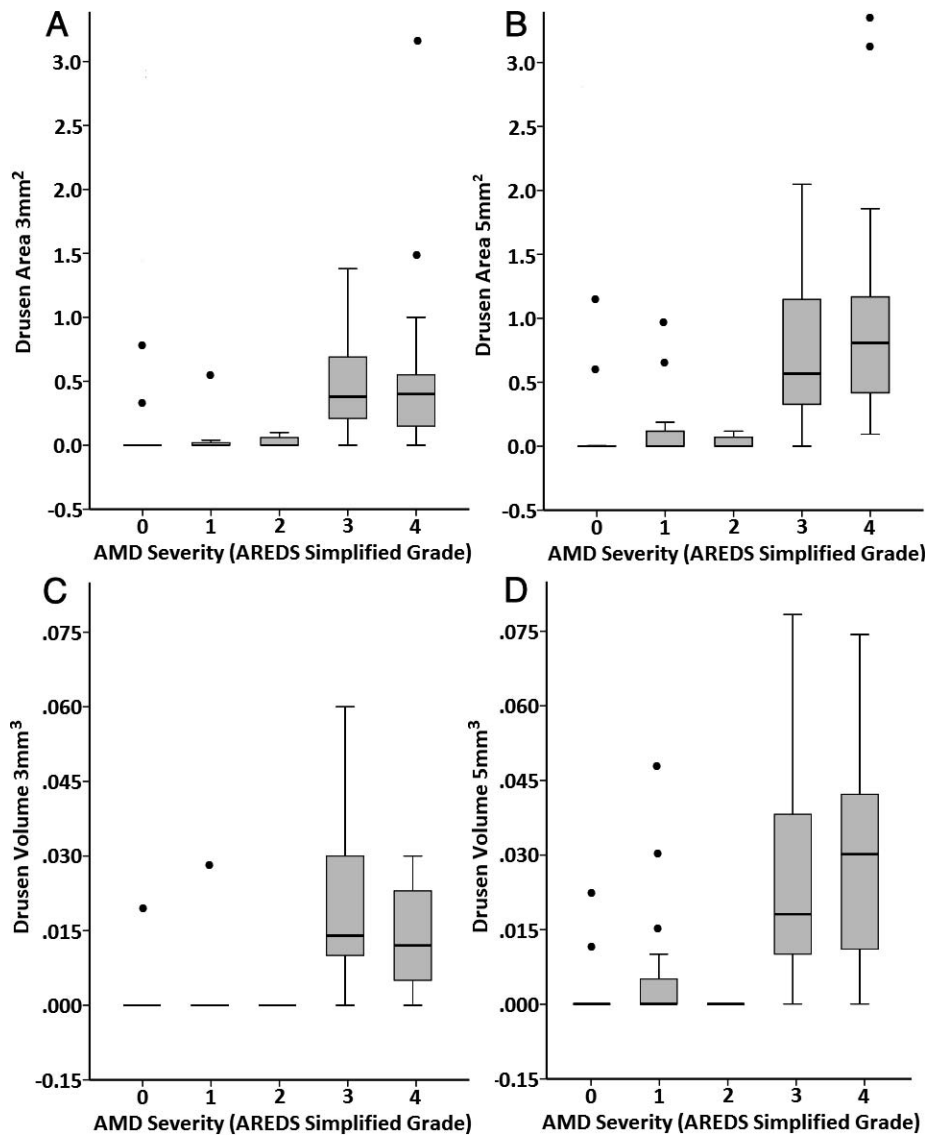 A
3.0
2.5
2.0
1.5
1.0
0.5
0.0
-0.5
Drusen Area 3mm²
0 1 2 3 4
AMD Severity (AREDS Simplified Grade)
B
3.0
2.5
2.0
1.5
1.0
0.5
0.0
-0.5
Drusen Area 5mm²
0 1 2 3 4
AMD Severity (AREDS Simplified Grade)
C
.075
.060
.045
.030
.015
.000
-0.15
Drusen Volume 3mm³
0 1 2 3 4
AMD Severity (AREDS Simplified Grade)
D
.075
.060
.045
.030
.015
.000
-.015
Drusen Volume 5mm³
0 1 2 3 4
AMD Severity (AREDS Simplified Grade)